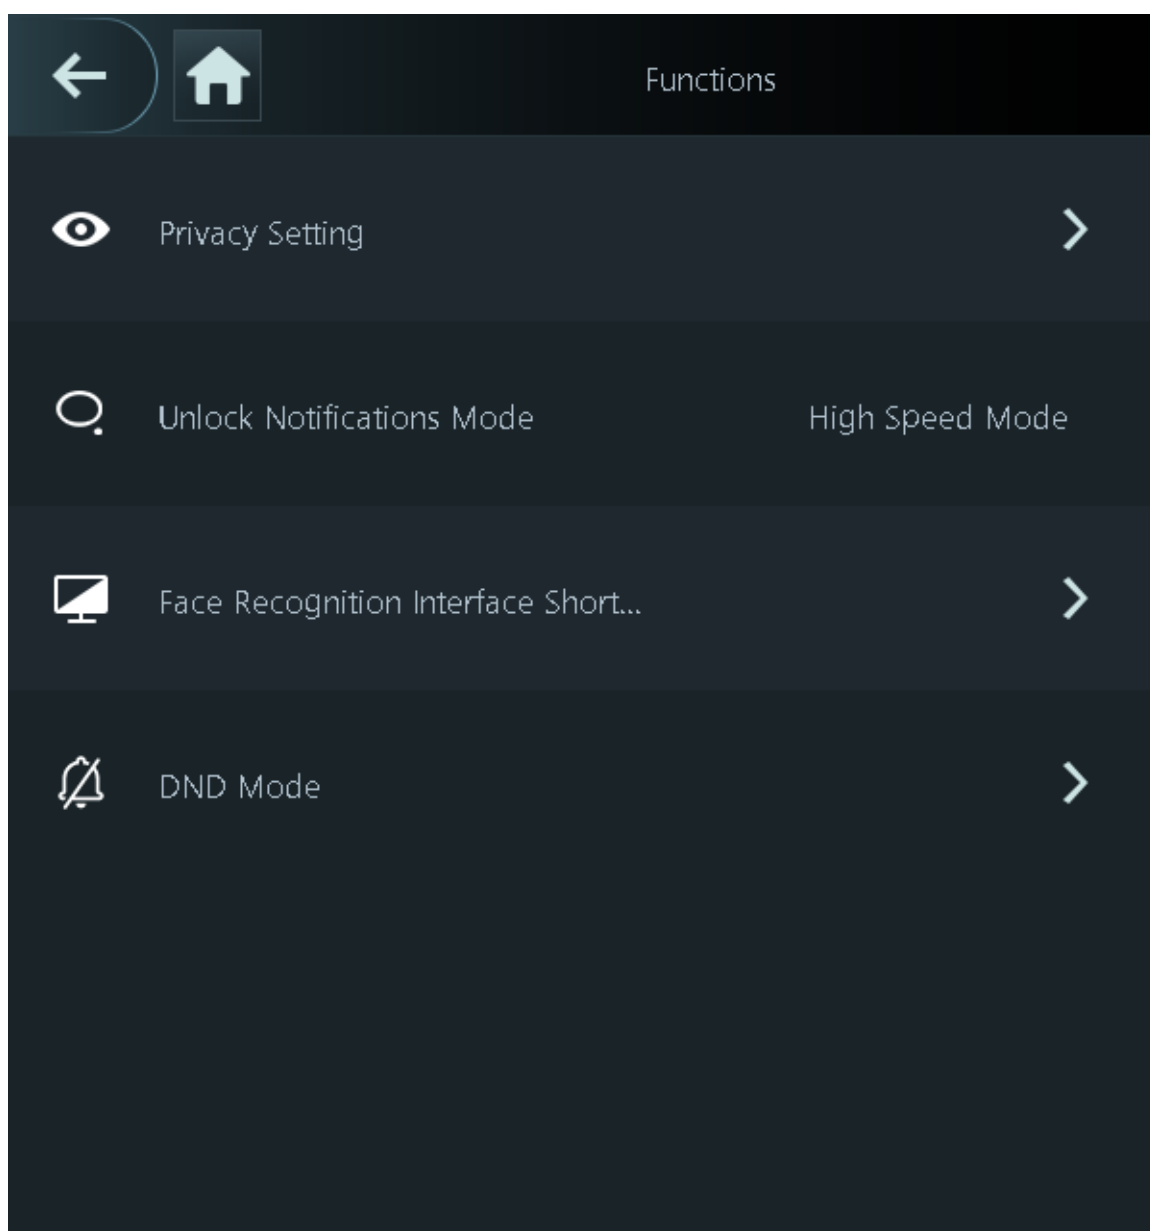 Functions
Privacy Setting
Unlock Notifications Mode High Speed Mode
Face Recognition Interface Short...
DND Mode